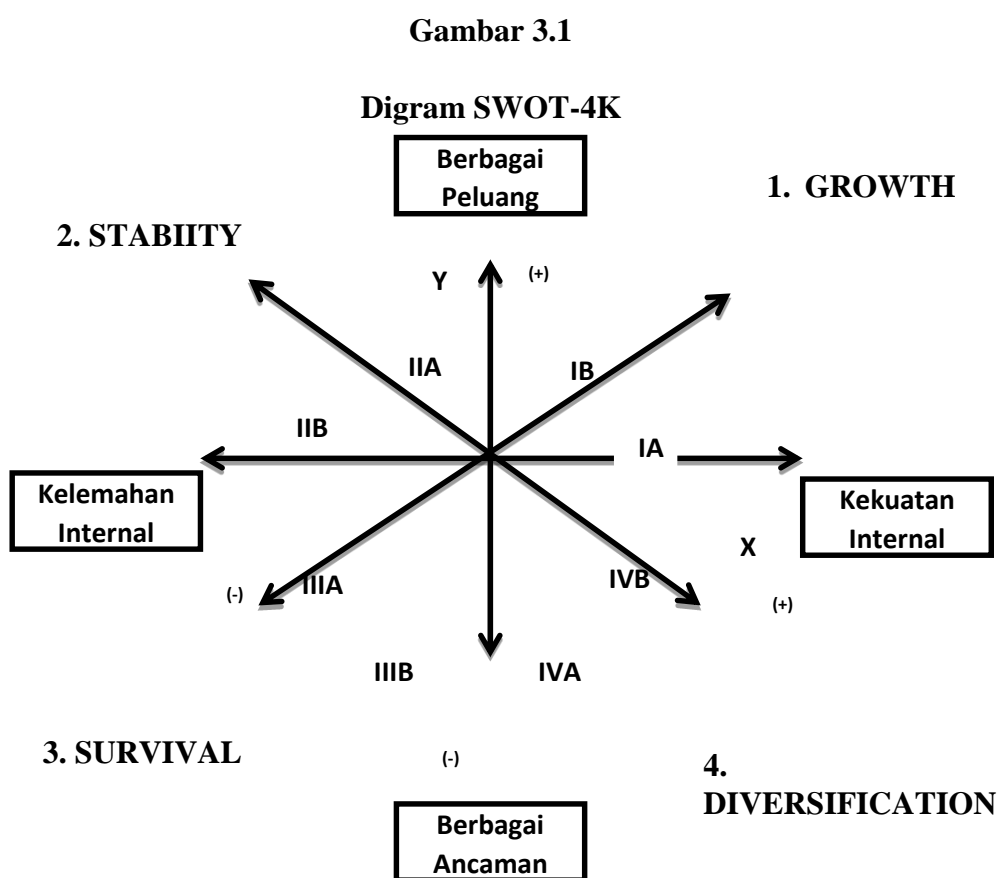 Gambar 3.1
Digram SWOT-4K
Berbagai
Peluang
1. GROWTH
2. STABIITY
Y
(+)
IIA
IB
IIB
IA
Kelemahan
Internal
Kekuatan
Internal
X
(-)
IIIA
IVB
(+)
IIIB
IVA
3. SURVIVAL
(-)
4.
DIVERSIFICATION
Berbagai
Ancaman